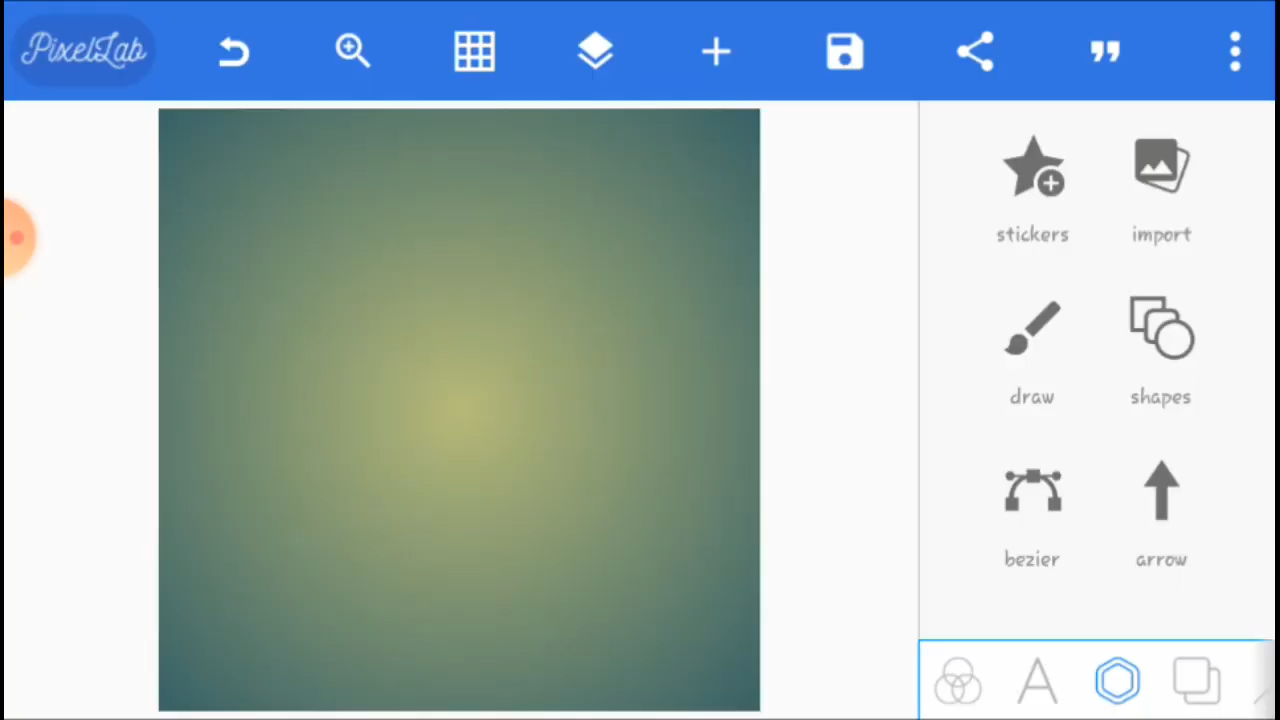 PixelLab
stickers
import
draw
shapes
bezier
arrow